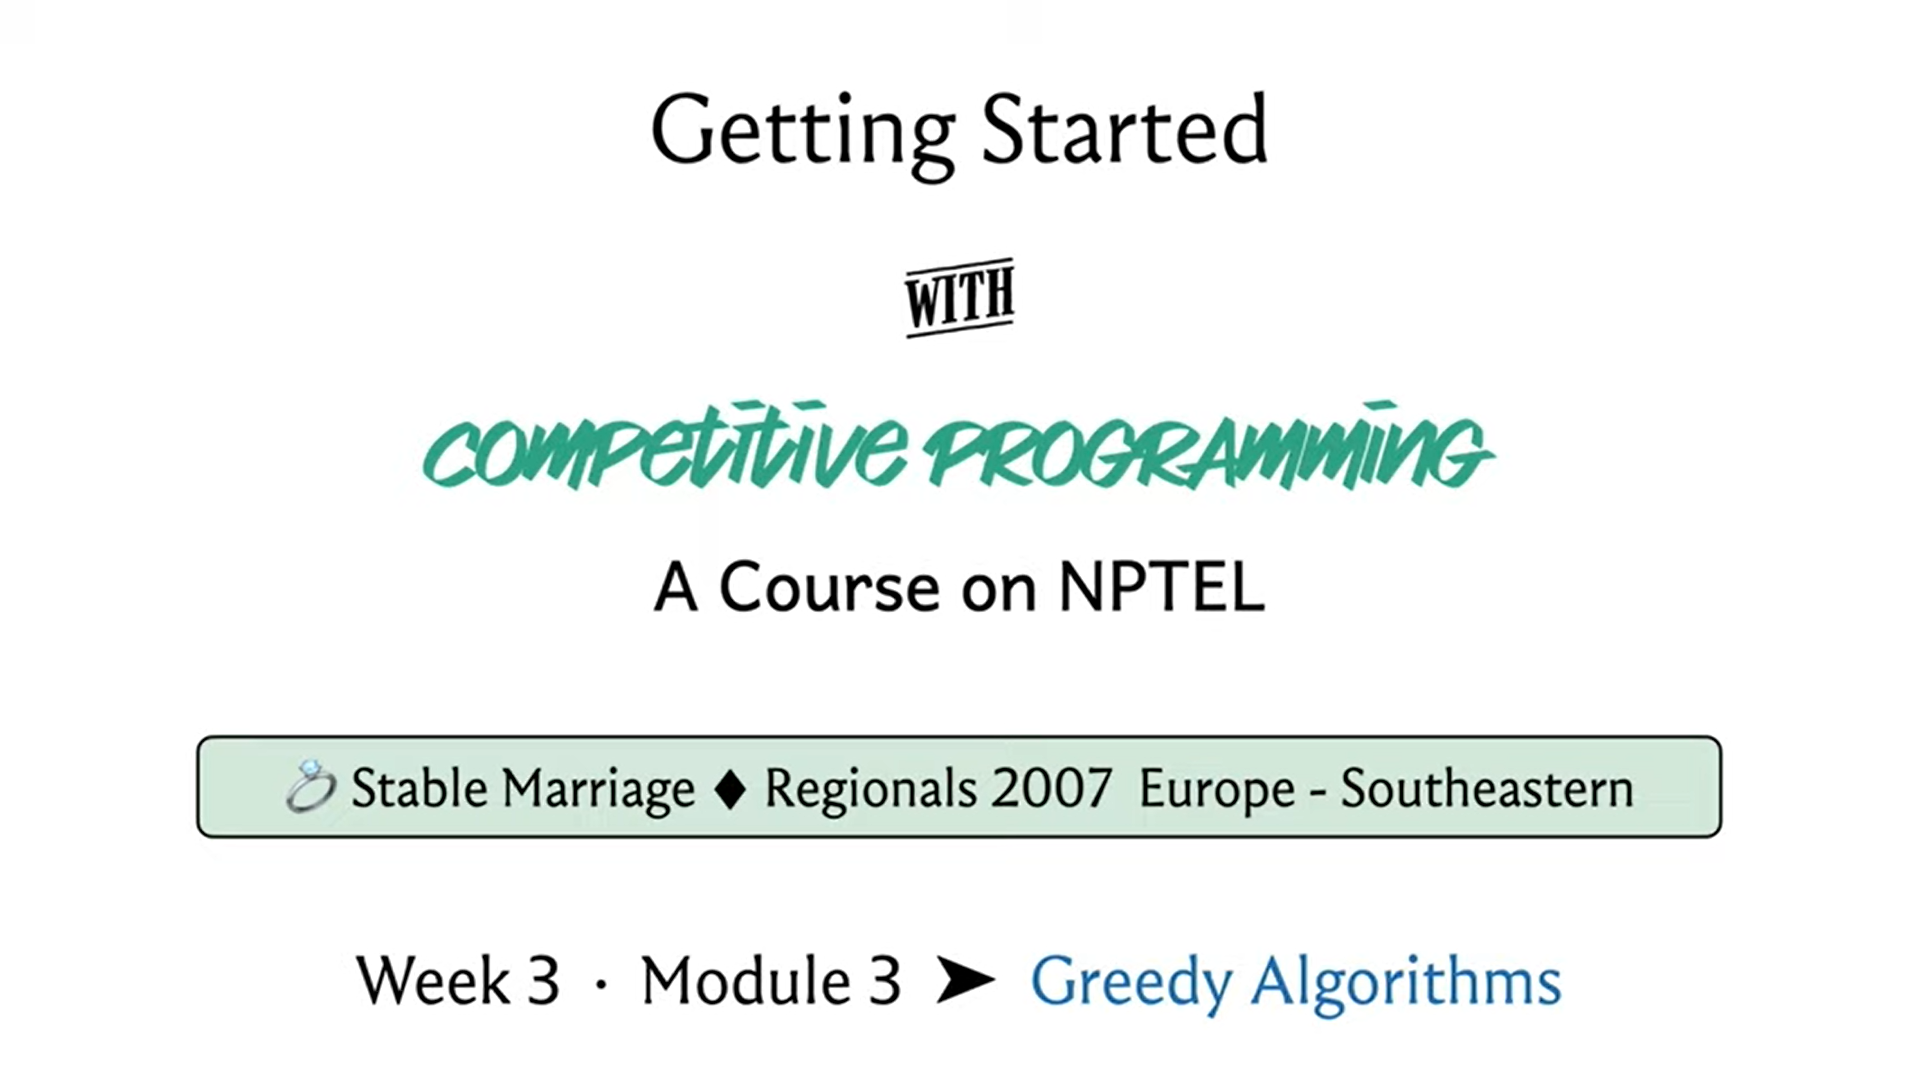 Getting Started
WITH
COMPETITIVE PROGRAMMING
A Course on NPTEL
💍 Stable Marriage ♦ Regionals 2007 Europe - Southeastern
Week 3 · Module 3 ➤ Greedy Algorithms